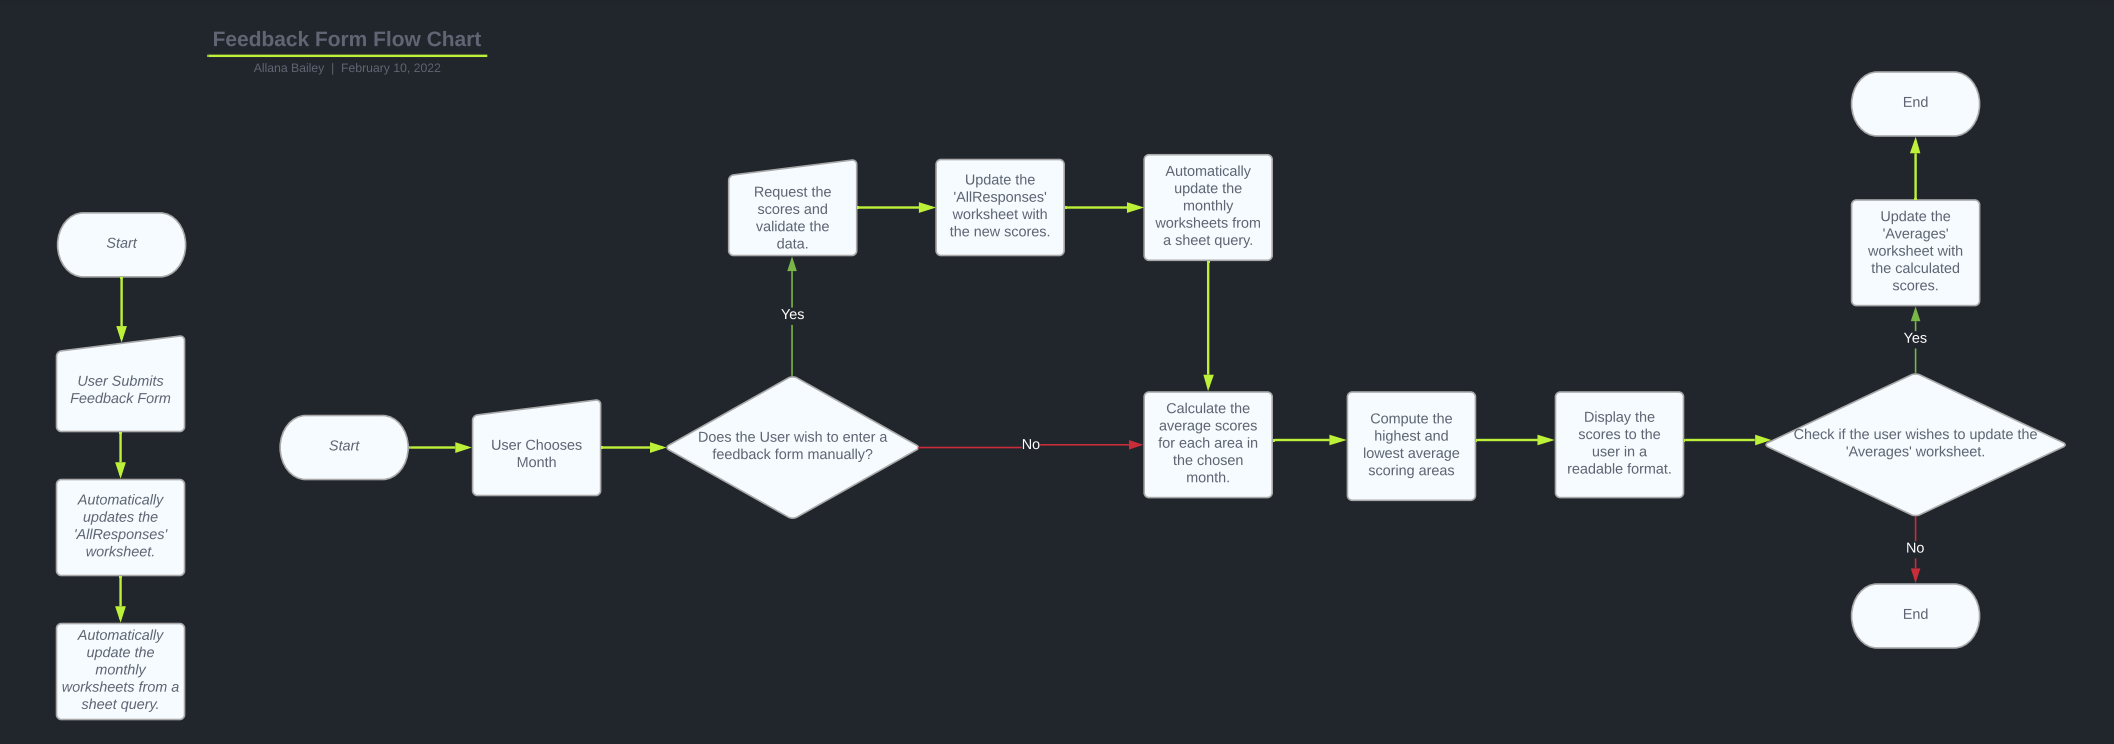 Feedback Form Flow Chart
Allana Bailey | February 10, 2022
Start
User Submits
Feedback Form
Automatically
updates the
'AllResponses'
worksheet.
Automatically
update the
monthly
worksheets from a
sheet query.
Start
User Chooses
Month
Does the User wish to enter a
feedback form manually?
Yes
Request the
scores and
validate the
data.
Update the
'AllResponses'
worksheet with
the new scores.
Automatically
update the
monthly
worksheets from
a sheet query.
No
Calculate the
average scores
for each area in
the chosen
month.
Compute the
highest and
lowest average
scoring areas
Display the
scores to the
user in a
readable format.
Check if the user wishes to update the
'Averages' worksheet.
Yes
Update the
'Averages'
worksheet with
the calculated
scores.
End
No
End